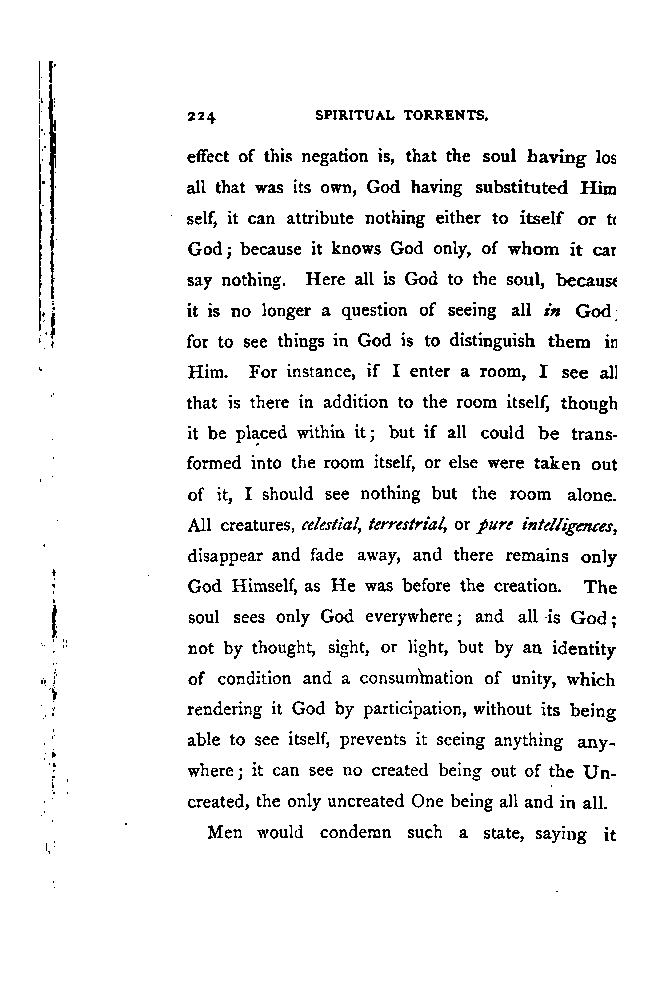 224 SPIRITUAL TORRENTS.
effect of this negation is, that the soul having los
all that was its own, God having substituted Him
self, it can attribute nothing either to itself or t
God; because it knows God only, of whom it ca
say nothing. Here all is God to the soul, because
it is no longer a question of seeing all in God;
for to see things in God is to distinguish them in
Him. For instance, if I enter a room, I see all
that is there in addition to the room itself, though
it be placed within it; but if all could be trans-
formed into the room itself, or else were taken out
of it, I should see nothing but the room alone.
All creatures, celestial, terrestrial, or pure intelligences,
disappear and fade away, and there remains only
God Himself, as He was before the creation. The
soul sees only God everywhere; and all is God;
not by thought, sight, or light, but by an identity
of condition and a consummation of unity, which
rendering it God by participation, without its being
able to see itself, prevents it seeing anything any-
where; it can see no created being out of the Un-
created, the only uncreated One being all and in all.
Men would condemn such a state, saying it